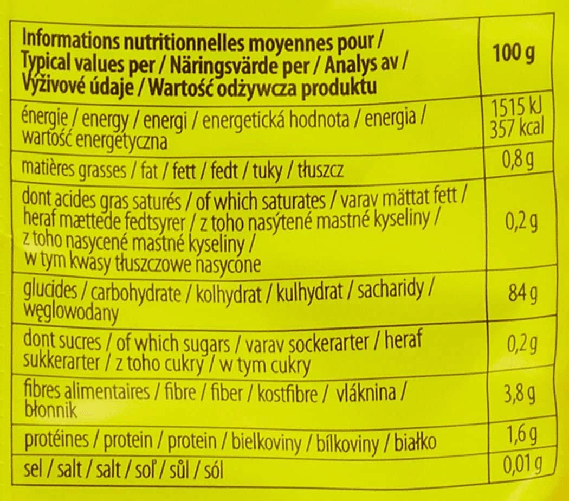 Informations nutritionnelles moyennes pour /
Typical values per / Näringsvärde per / Analys av /
Výživové údaje / Wartość odżywcza produktu
100 g
énergie / energy / energi / energetická hodnota / energia /
wartość energetyczna
1515 kJ
357 kcal
matières grasses / fat / fett / fedt / tuky / tłuszcz
0,8 g
dont acides gras saturés / of which saturates / varav mättat fett /
heraf mættede fedtsyrer / z toho nasýtené mastné kyseliny /
z toho nasycené mastné kyseliny /
w tym kwasy tłuszczowe nasycone
0,2 g
glucides / carbohydrate / kolhydrat / kulhydrat / sacharidy /
węglowodany
84 g
dont sucres / of which sugars / varav sockerarter / heraf
sukkerarter / z toho cukry / w tym cukry
0,2 g
fibres alimentaires / fibre / fiber / kostfibre / vláknina /
błonnik
3,8 g
protéines / protein / protein / bielkoviny / bílkoviny / białko
1,6 g
sel / salt / salt / soľ / sůl / sól
0,01 g